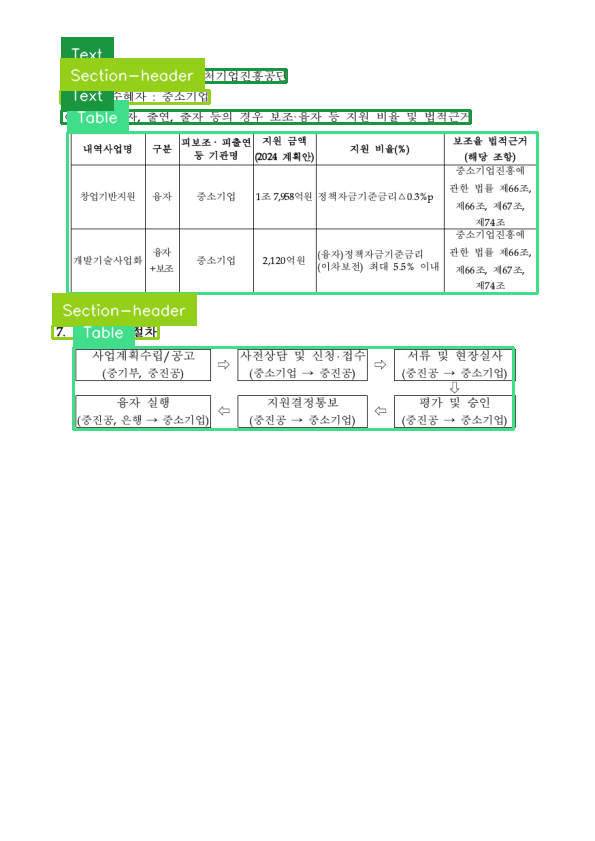 Text
Section-header
처기업진흥공단
Text 수혜자 : 중소기업
Table 자, 출연, 출자 등의 경우 보조·융자 등 지원 비율 및 법적근거
내역사업명 구분 피보조·피출연 등 기관명 지원 금액 (2024 계획안) 지원 비율(%) 보조율 법적근거 (해당 조항)
창업기반지원 융자 중소기업 1조 7,958억원 정책자금기준금리△0.3%p 중소기업진흥에 관한 법률 제66조, 제66조, 제67조, 제74조
개발기술사업화 융자 +보조 중소기업 2,120억원 (융자)정책자금기준금리 (이차보전) 최대 5.5% 이내 중소기업진흥에 관한 법률 제66조, 제66조, 제67조, 제74조
Section-header
7. Table 절차
사업계획수립/공고 ⇨ 사전상담 및 신청·접수 ⇨ 서류 및 현장실사
(중기부, 중진공) (중소기업 → 중진공) (중진공 → 중소기업)
⇩
융자 실행 ⇦ 지원결정통보 ⇦ 평가 및 승인
(중진공, 은행 → 중소기업) (중진공 → 중소기업) (중진공 → 중소기업)